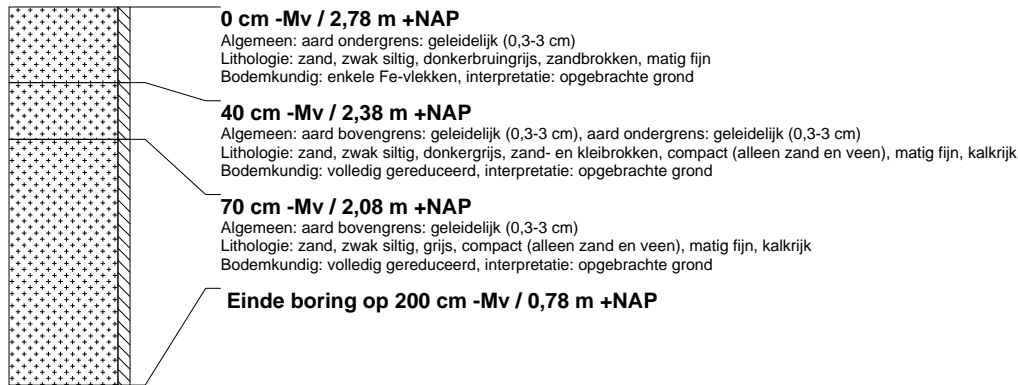 0 cm -Mv / 2,78 m +NAP
Algemeen: aard ondergrens: geleidelijk (0,3-3 cm)
Lithologie: zand, zwak siltig, donkerbruingrijs, zandbrokken, matig fijn
Bodemkundig: enkele Fe-vlekken, interpretatie: opgebrachte grond
40 cm -Mv / 2,38 m +NAP
Algemeen: aard bovengrens: geleidelijk (0,3-3 cm), aard ondergrens: geleidelijk (0,3-3 cm)
Lithologie: zand, zwak siltig, donkergrijs, zand- en kleibrokken, compact (alleen zand en veen), matig fijn, kalkrijk
Bodemkundig: volledig gereduceerd, interpretatie: opgebrachte grond
70 cm -Mv / 2,08 m +NAP
Algemeen: aard bovengrens: geleidelijk (0,3-3 cm)
Lithologie: zand, zwak siltig, grijs, compact (alleen zand en veen), matig fijn, kalkrijk
Bodemkundig: volledig gereduceerd, interpretatie: opgebrachte grond
Einde boring op 200 cm -Mv / 0,78 m +NAP